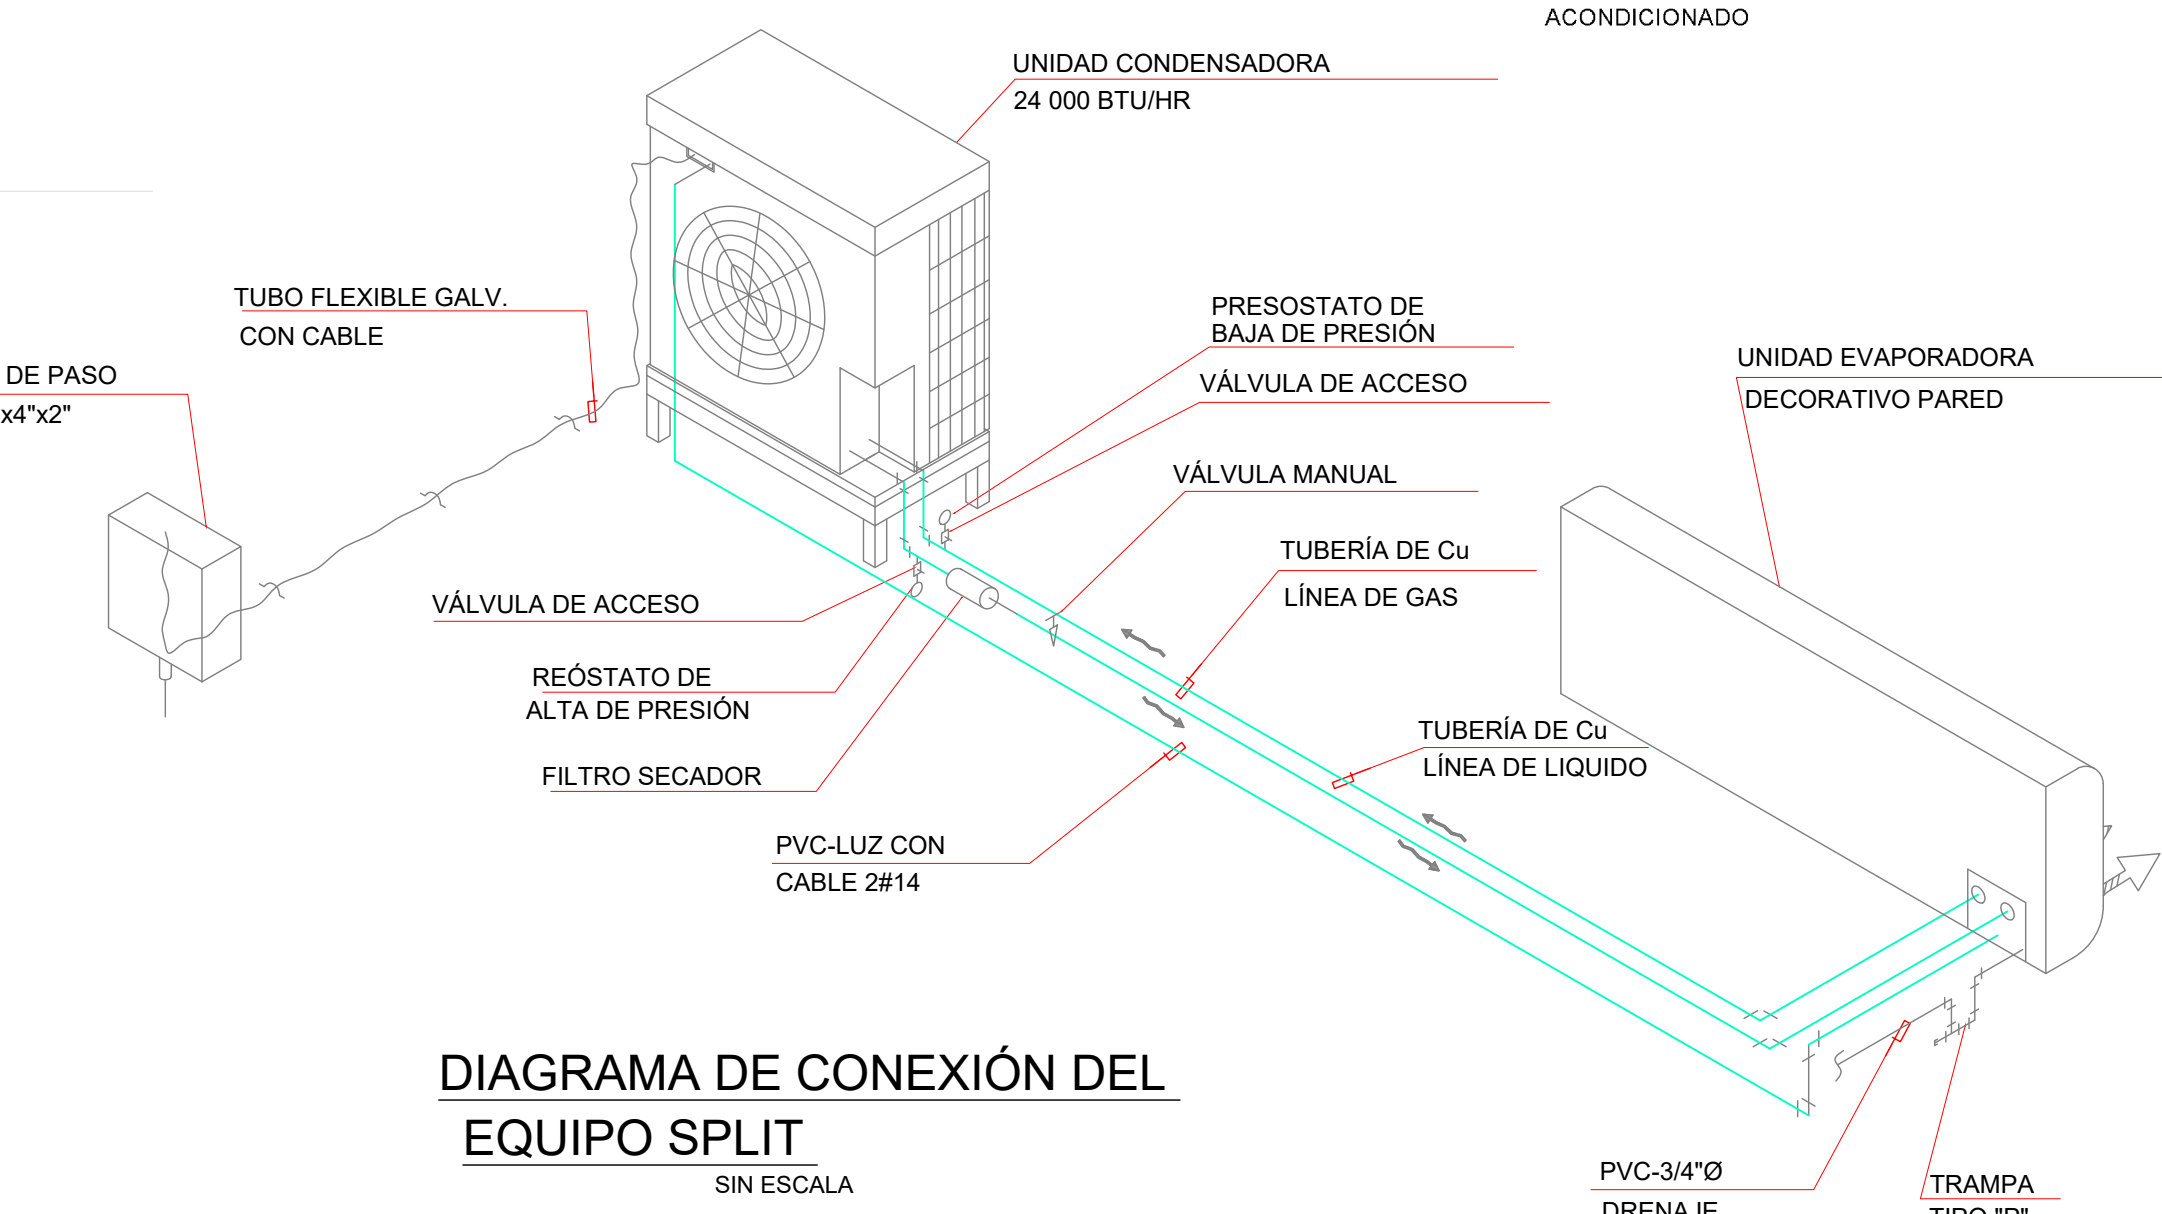 ACONDICIONADO
UNIDAD CONDENSADORA
24 000 BTU/HR
TUBO FLEXIBLE GALV.
CON CABLE
PRESOSTATO DE
BAJA DE PRESIÓN
UNIDAD EVAPORADORA
DECORATIVO PARED
DE PASO
x4"x2"
VÁLVULA DE ACCESO
VÁLVULA MANUAL
TUBERÍA DE Cu
LÍNEA DE GAS
VÁLVULA DE ACCESO
REÓSTATO DE
ALTA DE PRESIÓN
TUBERÍA DE Cu
LÍNEA DE LIQUIDO
FILTRO SECADOR
PVC-LUZ CON
CABLE 2#14
DIAGRAMA DE CONEXIÓN DEL
EQUIPO SPLIT
SIN ESCALA
PVC-3/4"Ø
DRENAJE
TRAMPA
TIPO "P"